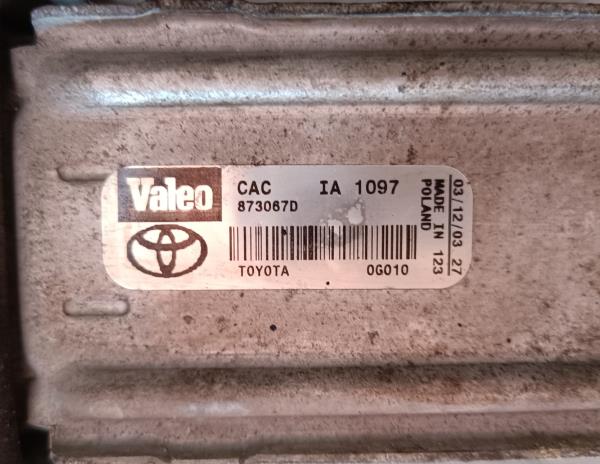 Valeo
CAC IA 1097
873067D
TOYOTA 0G010
03/12/03 27
MADE IN 123
POLAND